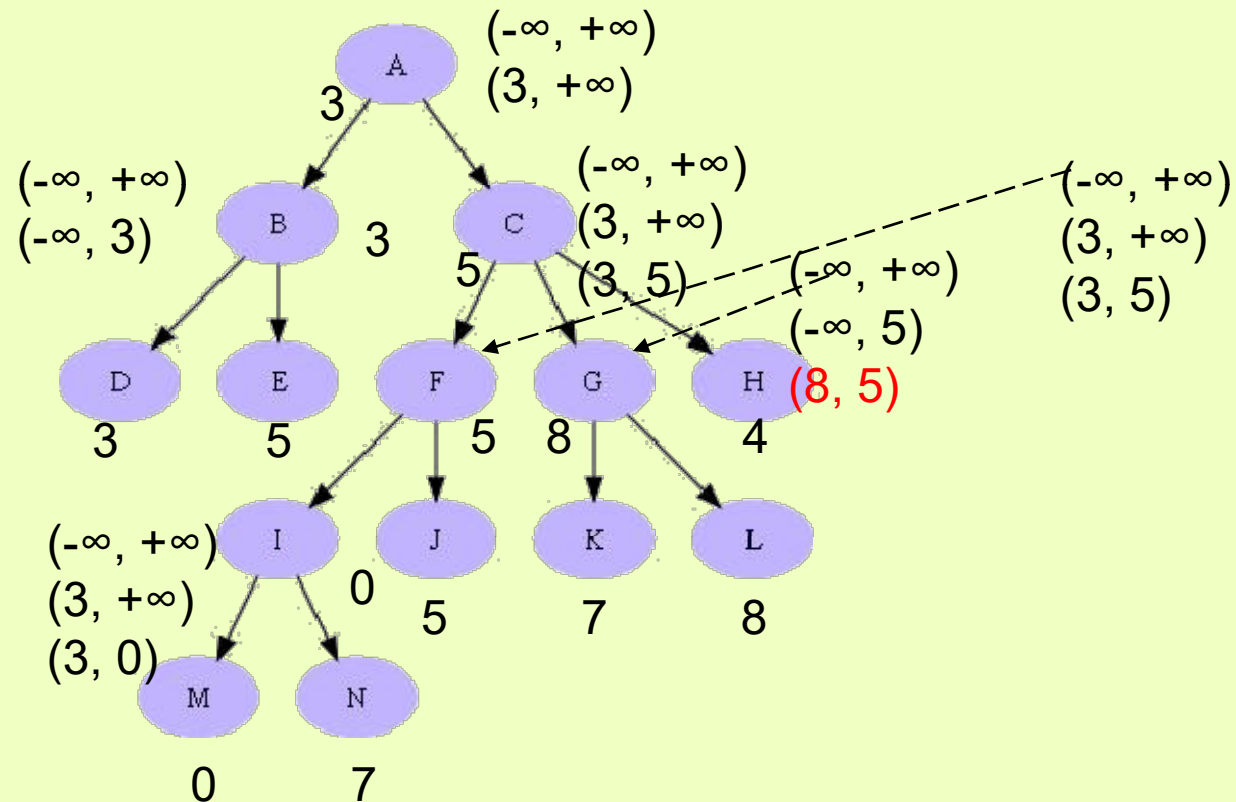 (-∞, +∞)
A
(3, +∞)
3
(-∞, +∞)
(-∞, 3)
B
3
(-∞, +∞)
C
(3, +∞)
5
(3, 5)
(-∞, +∞)
(3, +∞)
(3, 5)
(-∞, +∞)
(-∞, 5)
(8, 5)
D
E
F
G
H
3
5
5
8
4
(-∞, +∞)
(3, +∞)
(3, 0)
I
J
K
L
0
5
7
8
M
N
0
7